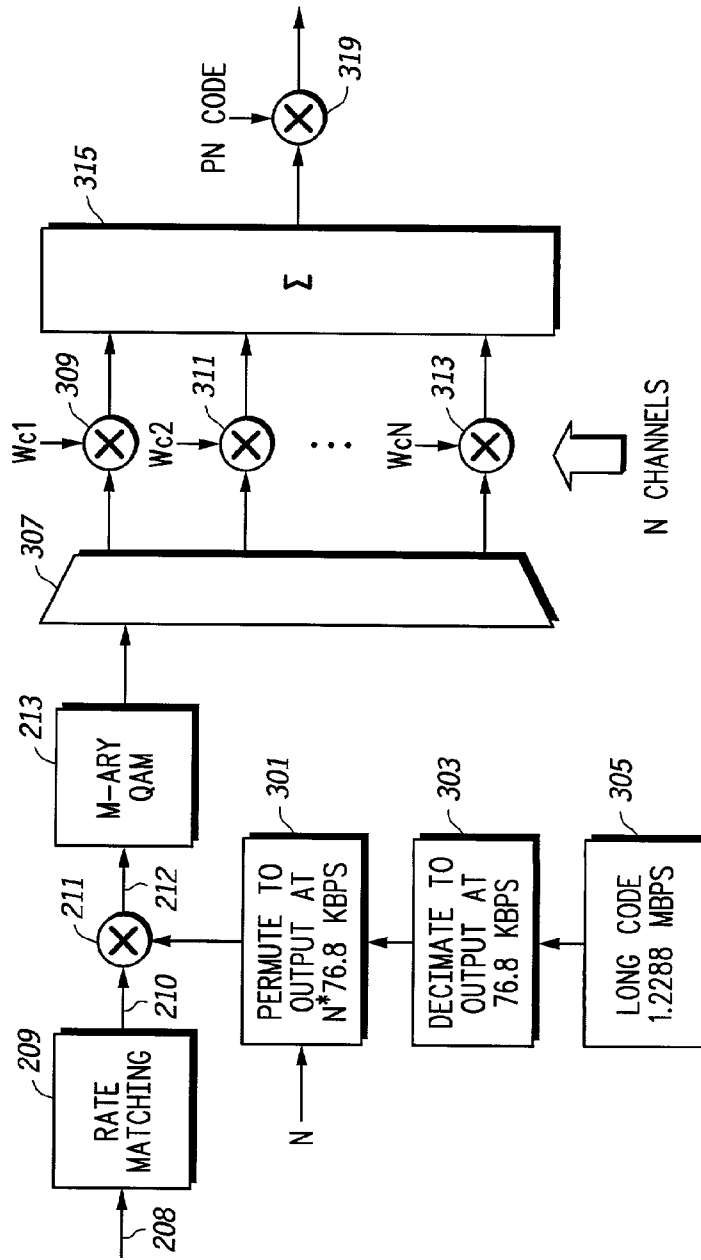 208
209
RATE
MATCHING
210
211
212
213
M-ARY
QAM
N
301
PERMUTE TO
OUTPUT AT
N*76.8 KBPS
303
DECIMATE TO
OUTPUT AT
76.8 KBPS
305
LONG CODE
1.2288 MBPS
307
Wc1
309
Wc2
311
...
WcN
313
N CHANNELS
315
Σ
PN CODE
319